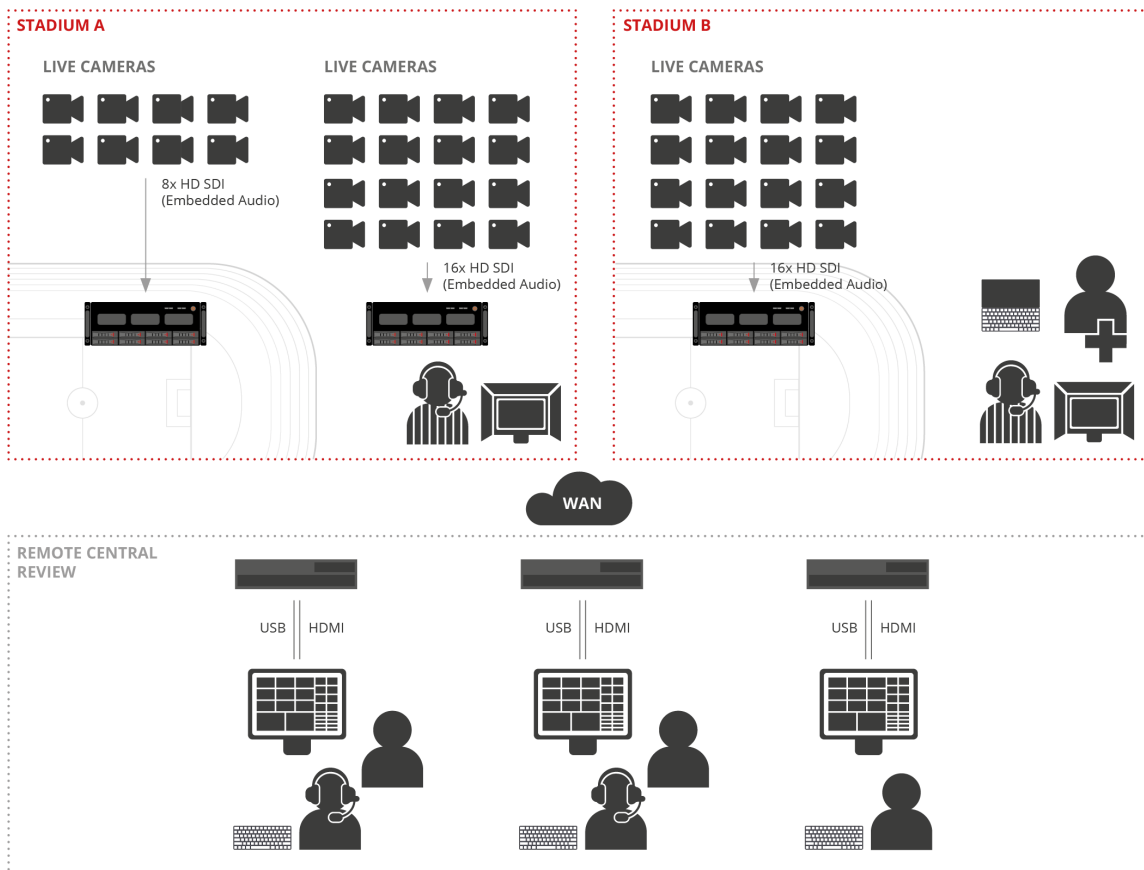 STADIUM A
LIVE CAMERAS
8x HD SDI
(Embedded Audio)
LIVE CAMERAS
16x HD SDI
(Embedded Audio)
STADIUM B
LIVE CAMERAS
16x HD SDI
(Embedded Audio)
WAN
REMOTE CENTRAL
REVIEW
USB
HDMI
USB
HDMI
USB
HDMI